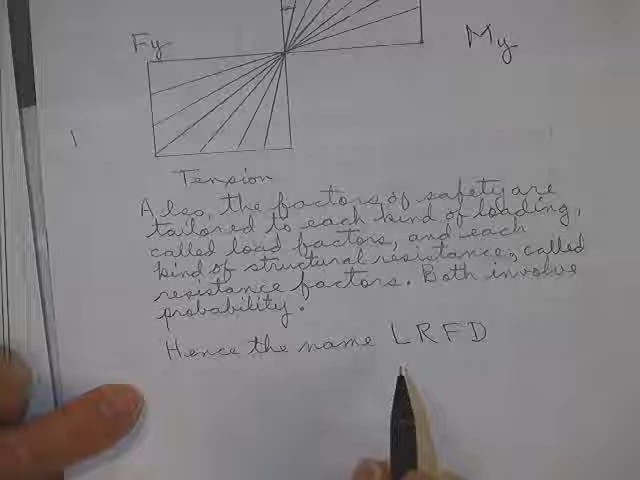 Fy
My
Tension
Also, the factors of safety are
tailored to each kind of loading,
called load factors, and each
kind of structural resistance, called
resistance factors. Both involve
probability.
Hence the name LRFD